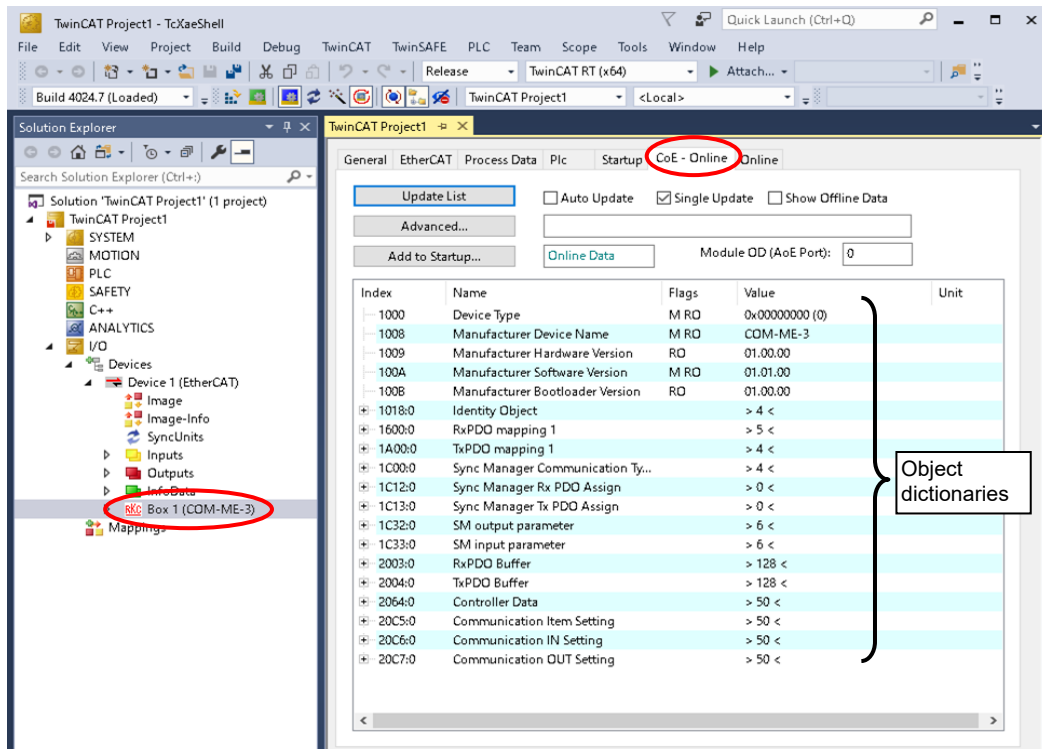 TwinCAT Project1 - TcXaeShell
Quick Launch (Ctrl+Q)
File Edit View Project Build Debug TwinCAT TwinSAFE PLC Team Scope Tools Window Help
Release TwinCAT RT (x64) Attach...
Build 4024.7 (Loaded) TwinCAT Project1 <Local>
Solution Explorer
Search Solution Explorer (Ctrl+:)
Solution 'TwinCAT Project1' (1 project)
TwinCAT Project1
SYSTEM
MOTION
PLC
SAFETY
C++
ANALYTICS
I/O
Devices
Device 1 (EtherCAT)
Image
Image-Info
SyncUnits
Inputs
Outputs
InfoData
RKC Box 1 (COM-ME-3)
Mappings
TwinCAT Project1
General EtherCAT Process Data Plc Startup CoE - Online Online
Update List Auto Update Single Update Show Offline Data
Advanced...
Add to Startup... Online Data Module OD (AoE Port): 0
Index Name Flags Value Unit
1000 Device Type M RO 0x00000000 (0)
1008 Manufacturer Device Name M RO COM-ME-3
1009 Manufacturer Hardware Version RO 01.00.00
100A Manufacturer Software Version M RO 01.01.00
100B Manufacturer Bootloader Version RO 01.00.00
1018:0 Identity Object > 4 <
1600:0 RxPDO mapping 1 > 5 <
1A00:0 TxPDO mapping 1 > 4 <
1C00:0 Sync Manager Communication Ty... > 4 <
1C12:0 Sync Manager Rx PDO Assign > 0 <
1C13:0 Sync Manager Tx PDO Assign > 0 <
1C32:0 SM output parameter > 6 <
1C33:0 SM input parameter > 6 <
2003:0 RxPDO Buffer > 128 <
2004:0 TxPDO Buffer > 128 <
2064:0 Controller Data > 50 <
20C5:0 Communication Item Setting > 50 <
20C6:0 Communication IN Setting > 50 <
20C7:0 Communication OUT Setting > 50 <
Object
dictionaries